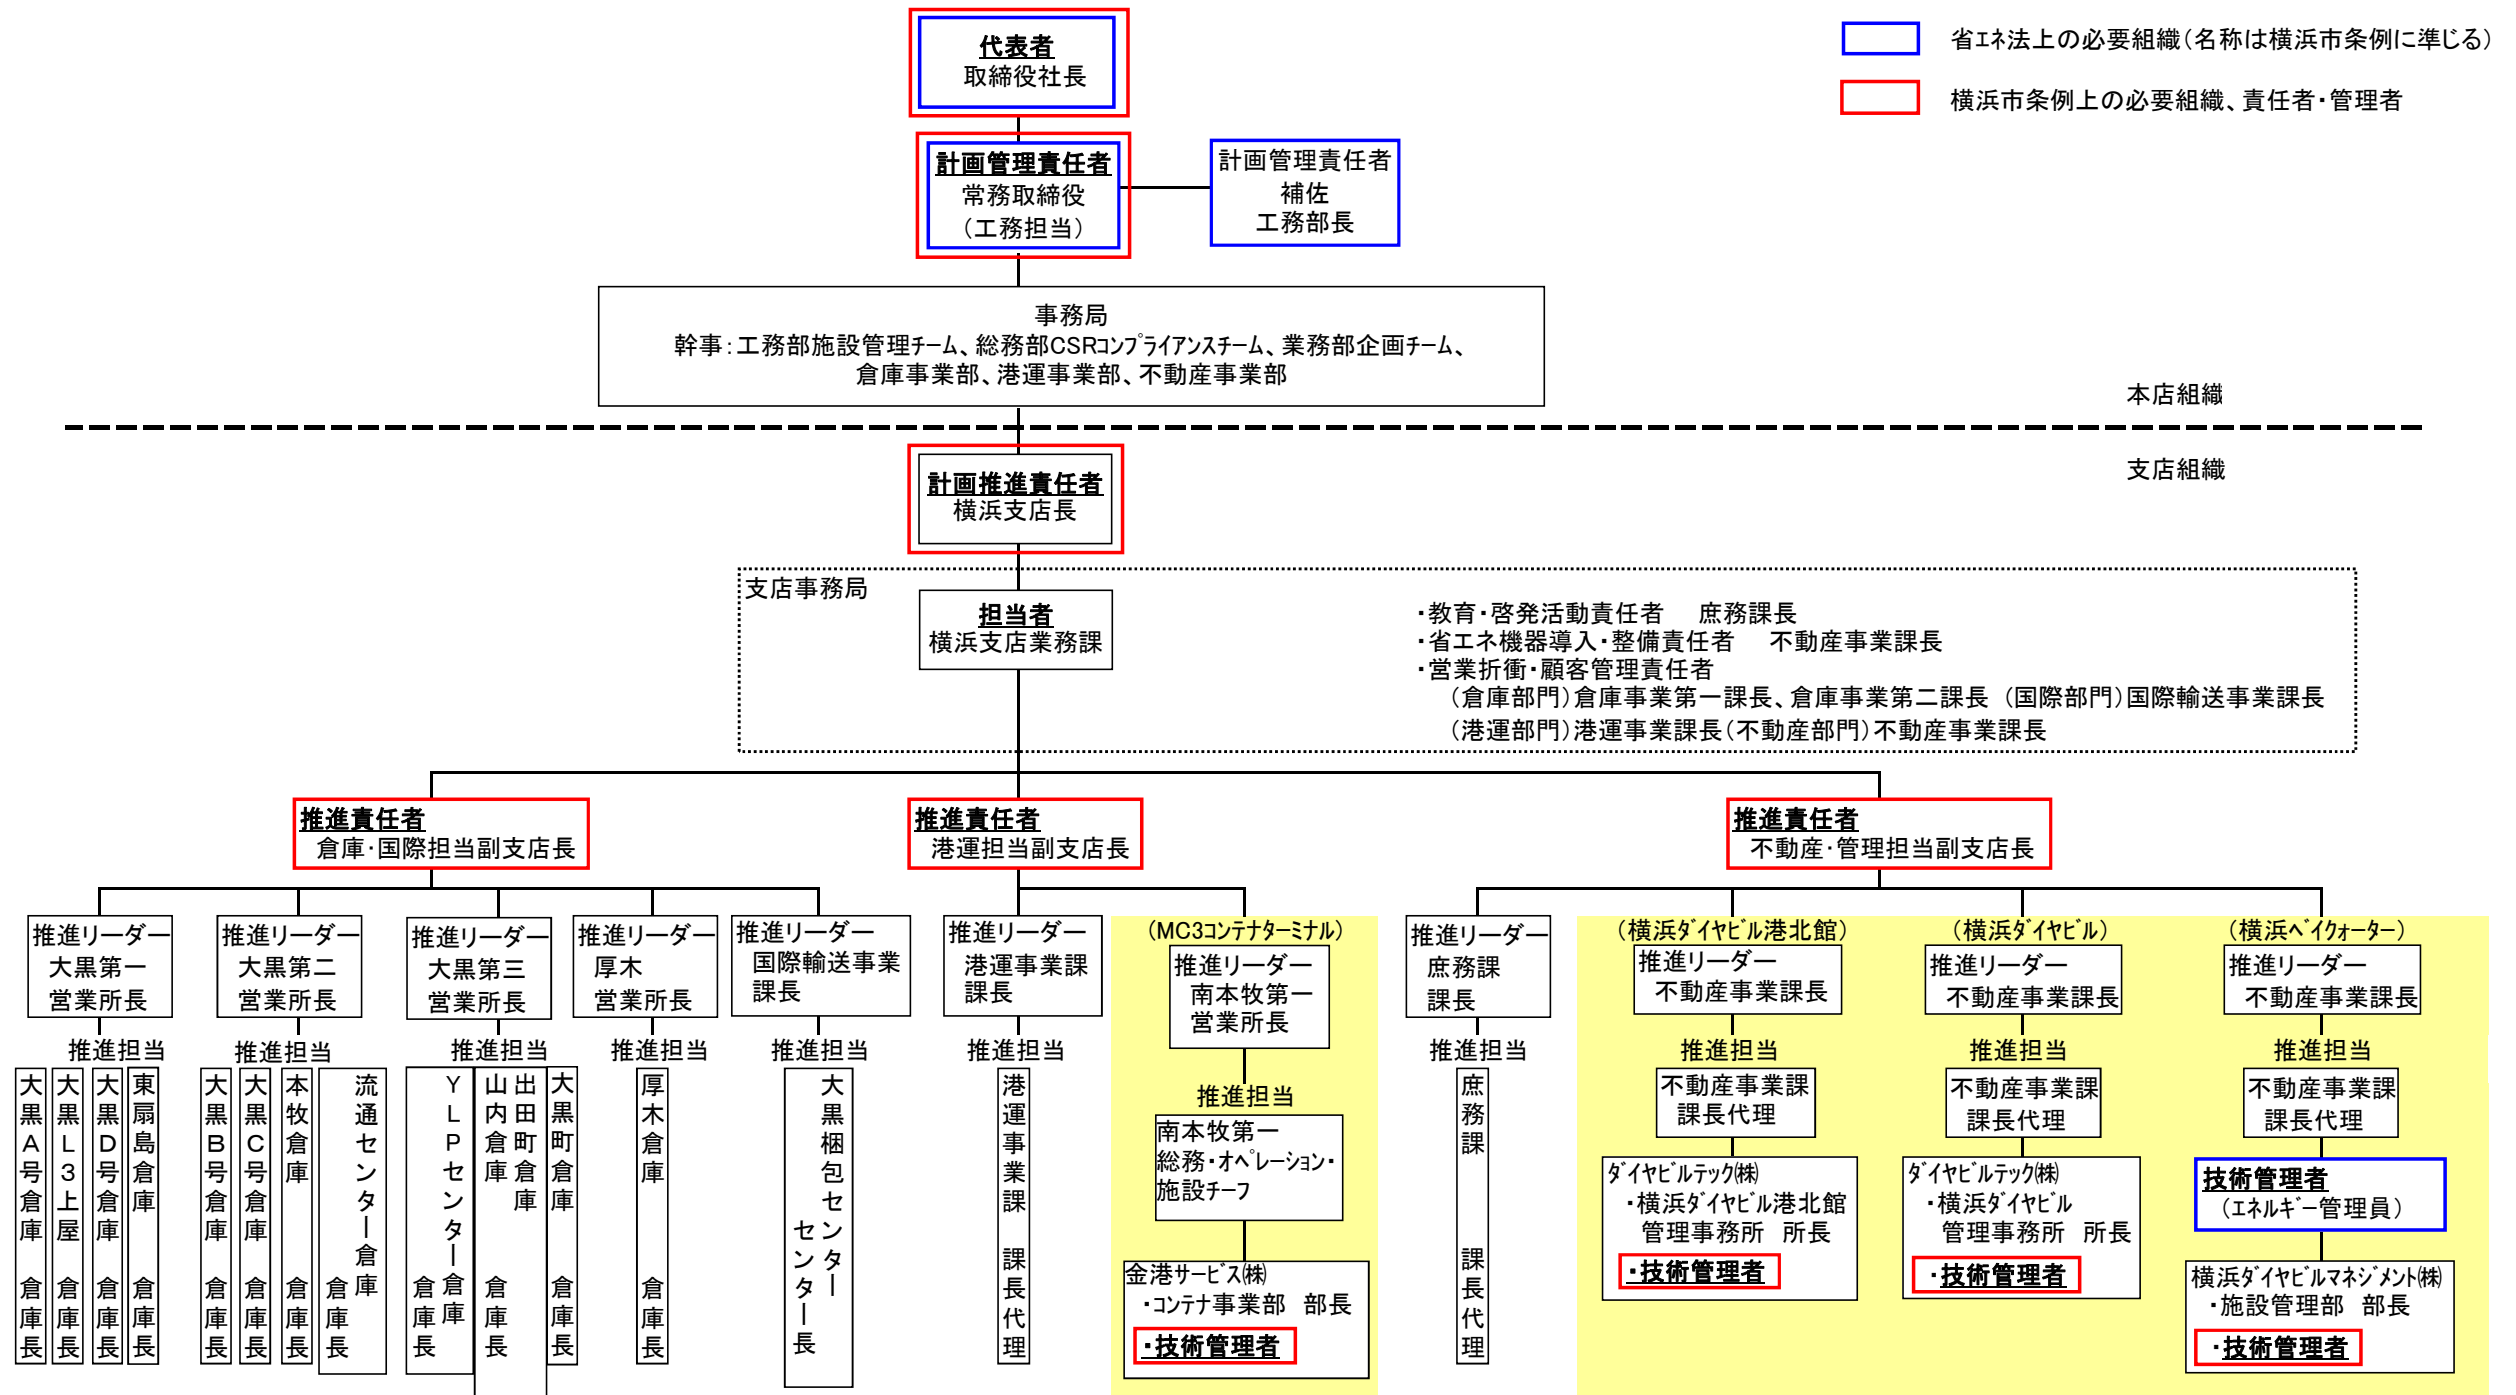 代表者
取締役社長
省ｴﾈ法上の必要組織(名称は横浜市条例に準じる)
横浜市条例上の必要組織、責任者・管理者
計画管理責任者
常務取締役
(工務担当)
計画管理責任者
補佐
工務部長
事務局
幹事：工務部施設管理ﾁｰﾑ、総務部CSRｺﾝﾌﾟﾗｲｱﾝｽﾁｰﾑ、業務部企画ﾁｰﾑ、
倉庫事業部、港運事業部、不動産事業部
本店組織
支店組織
計画推進責任者
横浜支店長
支店事務局
担当者
横浜支店業務課
・教育・啓発活動責任者　庶務課長
・省エネ機器導入・整備責任者　不動産事業課長
・営業折衝・顧客管理責任者
(倉庫部門)倉庫事業第一課長、倉庫事業第二課長 (国際部門)国際輸送事業課長
(港運部門)港運事業課長(不動産部門)不動産事業課長
推進責任者
倉庫・国際担当副支店長
推進責任者
港運担当副支店長
推進責任者
不動産・管理担当副支店長
推進リーダー
大黒第一
営業所長
推進担当
大黒Ａ号倉庫　倉庫長
大黒Ｌ３上屋　倉庫長
大黒Ｄ号倉庫　倉庫長
東扇島倉庫　倉庫長
推進リーダー
大黒第二
営業所長
推進担当
大黒Ｂ号倉庫　倉庫長
大黒Ｃ号倉庫　倉庫長
本牧倉庫　倉庫長
流通センター倉庫
倉庫長
推進リーダー
大黒第三
営業所長
推進担当
ＹＬＰセンター倉庫
倉庫長
出田町倉庫
山内倉庫　倉庫長
大黒町倉庫　倉庫長
推進リーダー
厚木
営業所長
推進担当
厚木倉庫　倉庫長
推進リーダー
国際輸送事業
課長
推進担当
大黒梱包センター
センター長
推進リーダー
港運事業課
課長
推進担当
港運事業課　課長代理
(MC3ｺﾝﾃﾅﾀｰﾐﾅﾙ)
推進リーダー
南本牧第一
営業所長
推進担当
南本牧第一
総務・ｵﾍﾟﾚｰｼｮﾝ・
施設ﾁｰﾌ
金港ｻｰﾋﾞｽ㈱
・ｺﾝﾃﾅ事業部　部長
・技術管理者
推進リーダー
庶務課
課長
推進担当
庶務課　課長代理
(横浜ﾀﾞｲﾔﾋﾞﾙ港北館)
推進リーダー
不動産事業課長
推進担当
不動産事業課
課長代理
ﾀﾞｲﾔﾋﾞﾙﾃｯｸ㈱
・横浜ﾀﾞｲﾔﾋﾞﾙ港北館
管理事務所　所長
・技術管理者
(横浜ﾀﾞｲﾔﾋﾞﾙ)
推進リーダー
不動産事業課長
推進担当
不動産事業課
課長代理
ﾀﾞｲﾔﾋﾞﾙﾃｯｸ㈱
・横浜ﾀﾞｲﾔﾋﾞﾙ
管理事務所　所長
・技術管理者
(横浜ﾍﾞｲｸｫｰﾀｰ)
推進リーダー
不動産事業課長
推進担当
不動産事業課
課長代理
技術管理者
(ｴﾈﾙｷﾞｰ管理員)
横浜ﾀﾞｲﾔﾋﾞﾙﾏﾈｼﾞﾒﾝﾄ㈱
・施設管理部　部長
・技術管理者